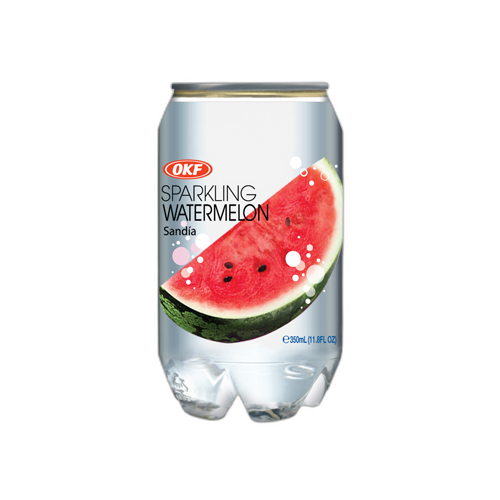 OKF
SPARKLING
WATERMELON
Sandía
℮350mL (11.8FL OZ)